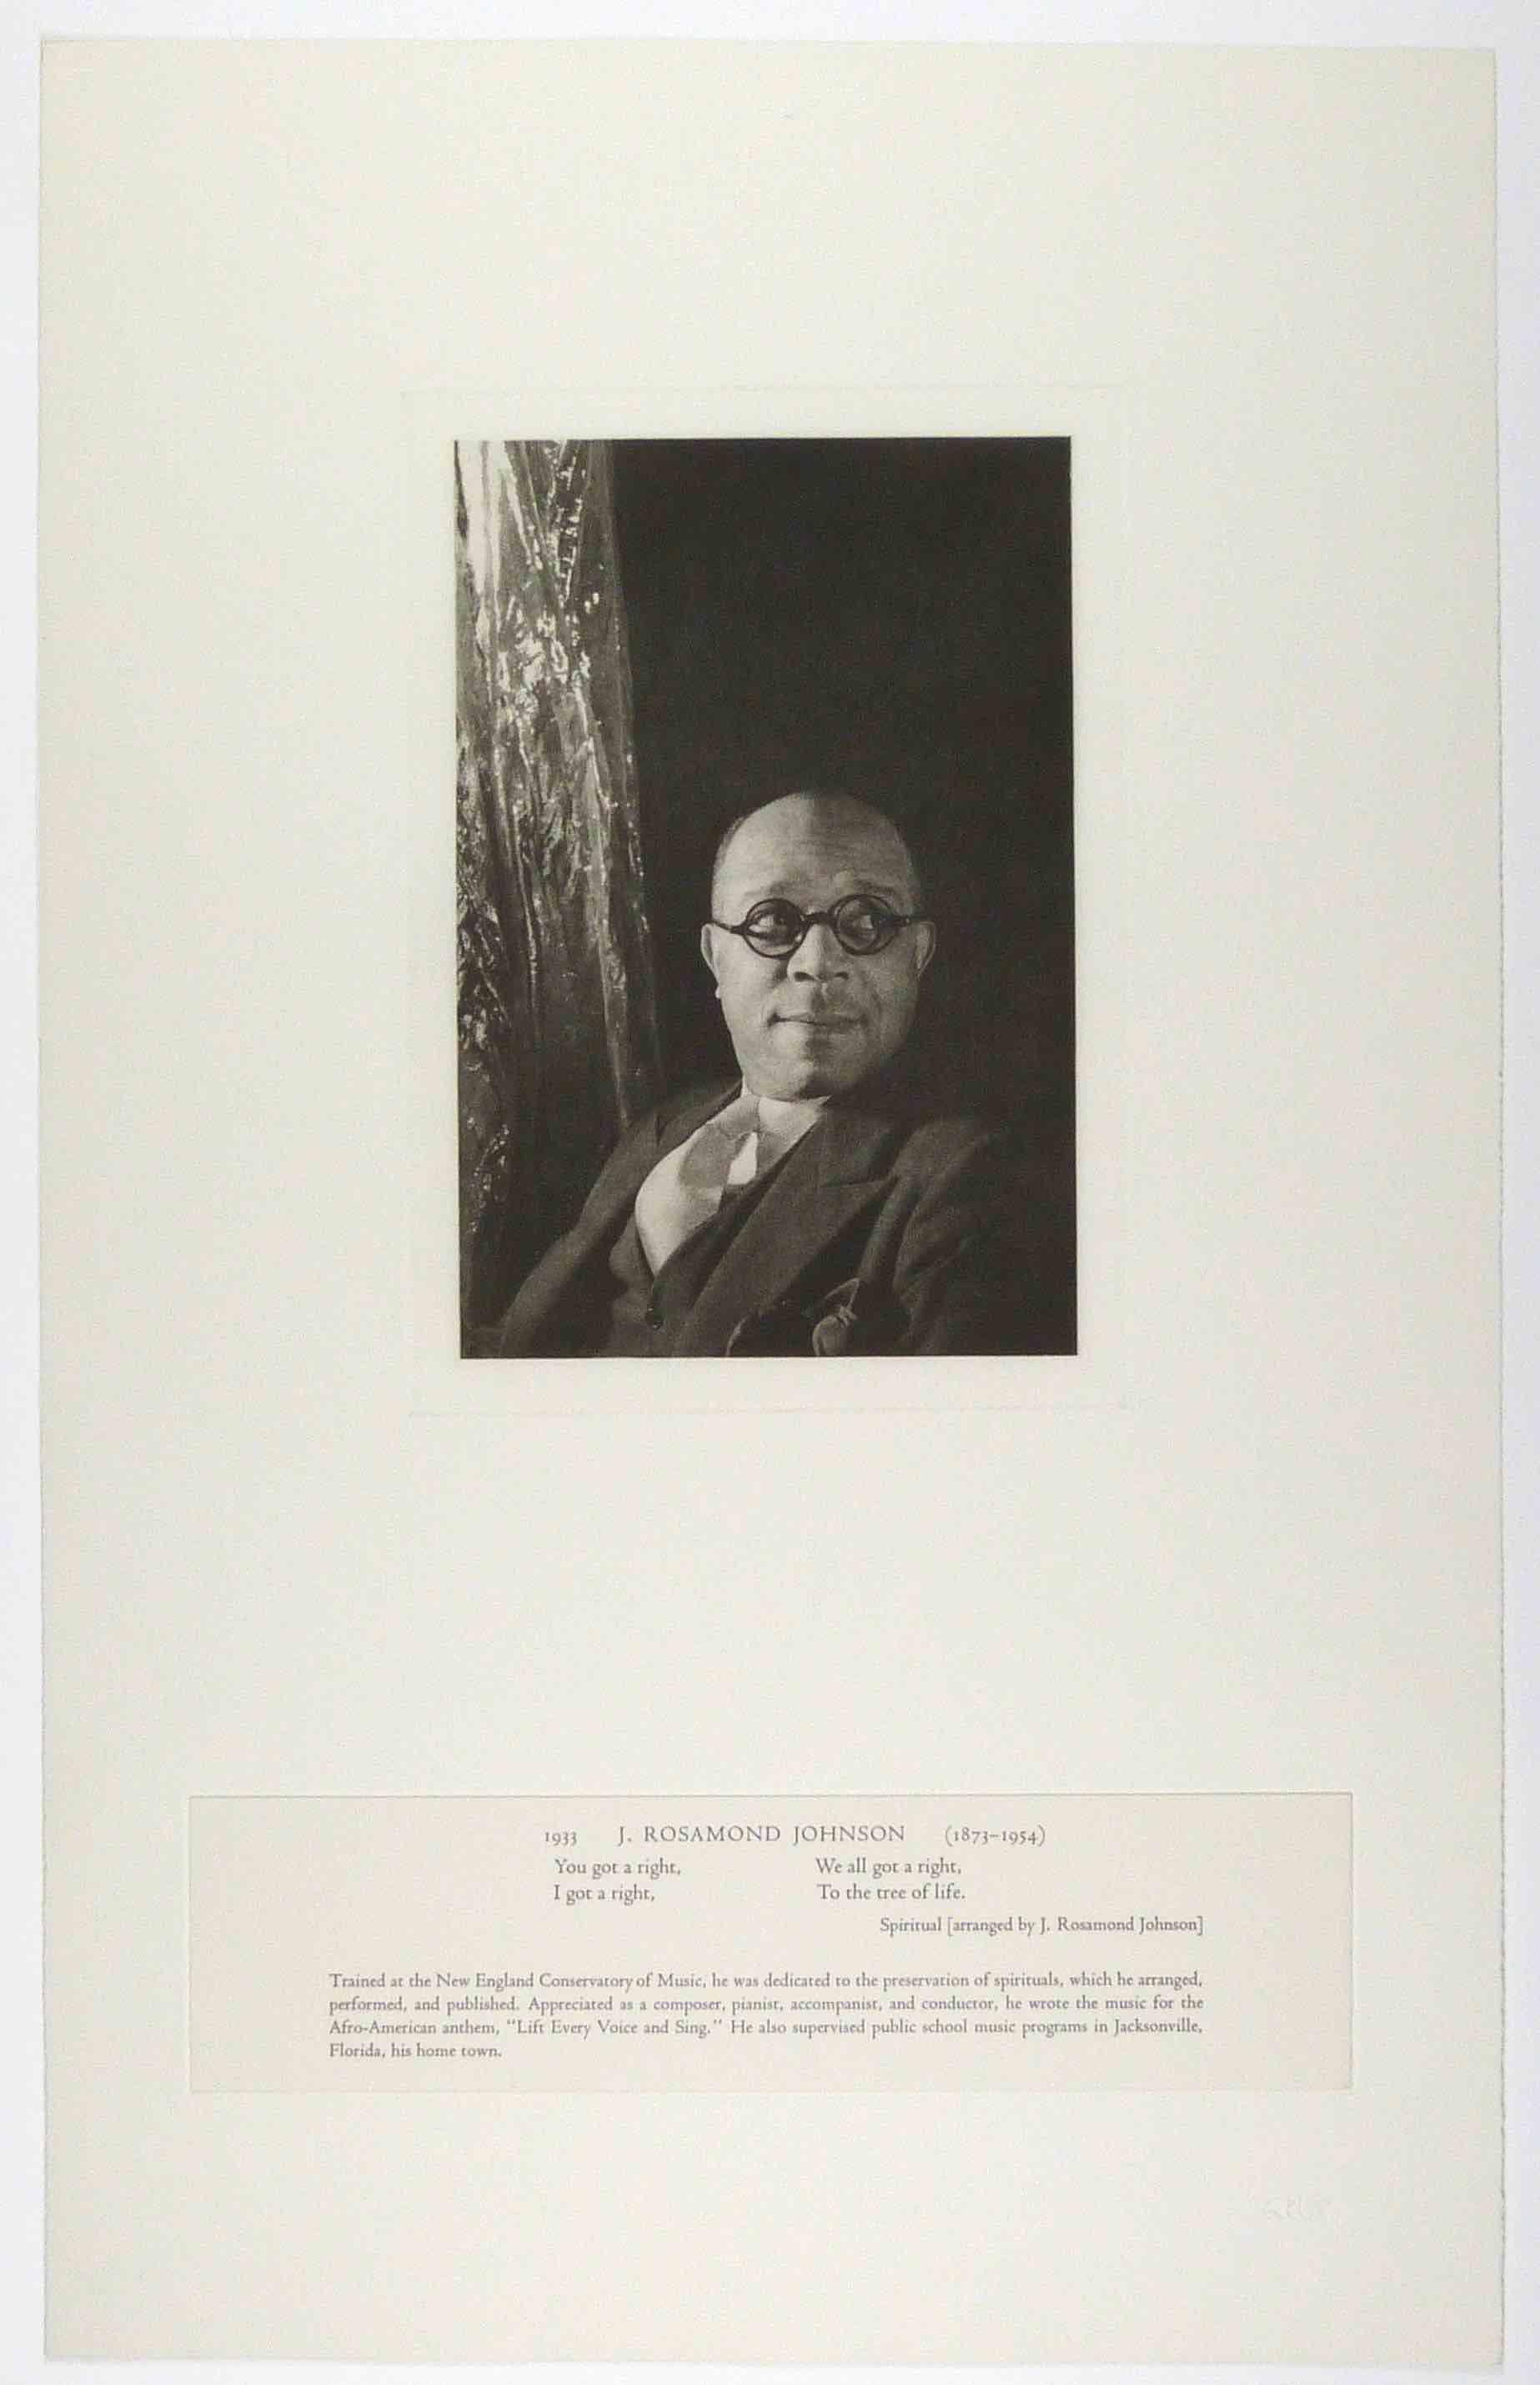 1933 J. ROSAMOND JOHNSON (1873–1954)
You got a right,
I got a right,
We all got a right,
To the tree of life.
Spiritual [arranged by J. Rosamond Johnson]
Trained at the New England Conservatory of Music, he was dedicated to the preservation of spirituals, which he arranged,
performed, and published. Appreciated as a composer, pianist, accompanist, and conductor, he wrote the music for the
Afro-American anthem, "Lift Every Voice and Sing." He also supervised public school music programs in Jacksonville,
Florida, his home town.